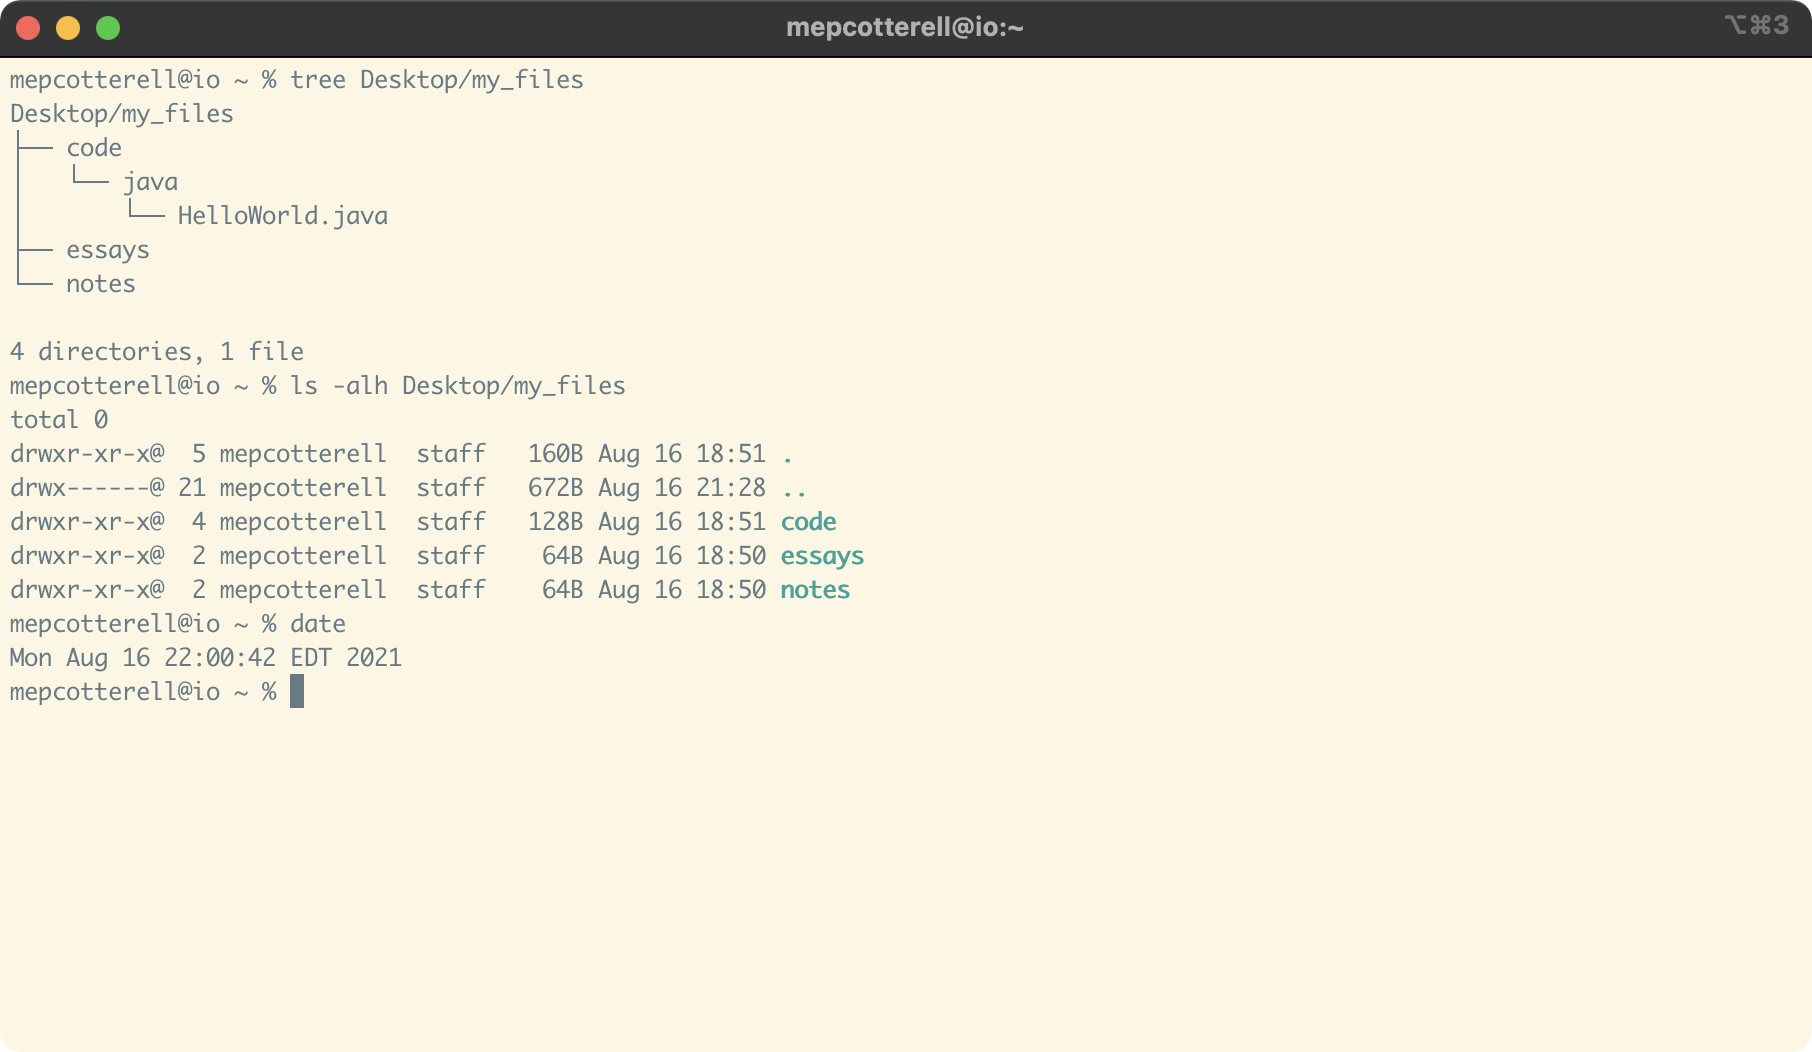 mepcotterell@io:~
⌥⌘3
mepcotterell@io ~ % tree Desktop/my_files
Desktop/my_files
├── code
│   └── java
│       └── HelloWorld.java
├── essays
└── notes

4 directories, 1 file
mepcotterell@io ~ % ls -alh Desktop/my_files
total 0
drwxr-xr-x@  5 mepcotterell  staff   160B Aug 16 18:51 .
drwx------@ 21 mepcotterell  staff   672B Aug 16 21:28 ..
drwxr-xr-x@  4 mepcotterell  staff   128B Aug 16 18:51 code
drwxr-xr-x@  2 mepcotterell  staff    64B Aug 16 18:50 essays
drwxr-xr-x@  2 mepcotterell  staff    64B Aug 16 18:50 notes
mepcotterell@io ~ % date
Mon Aug 16 22:00:42 EDT 2021
mepcotterell@io ~ %